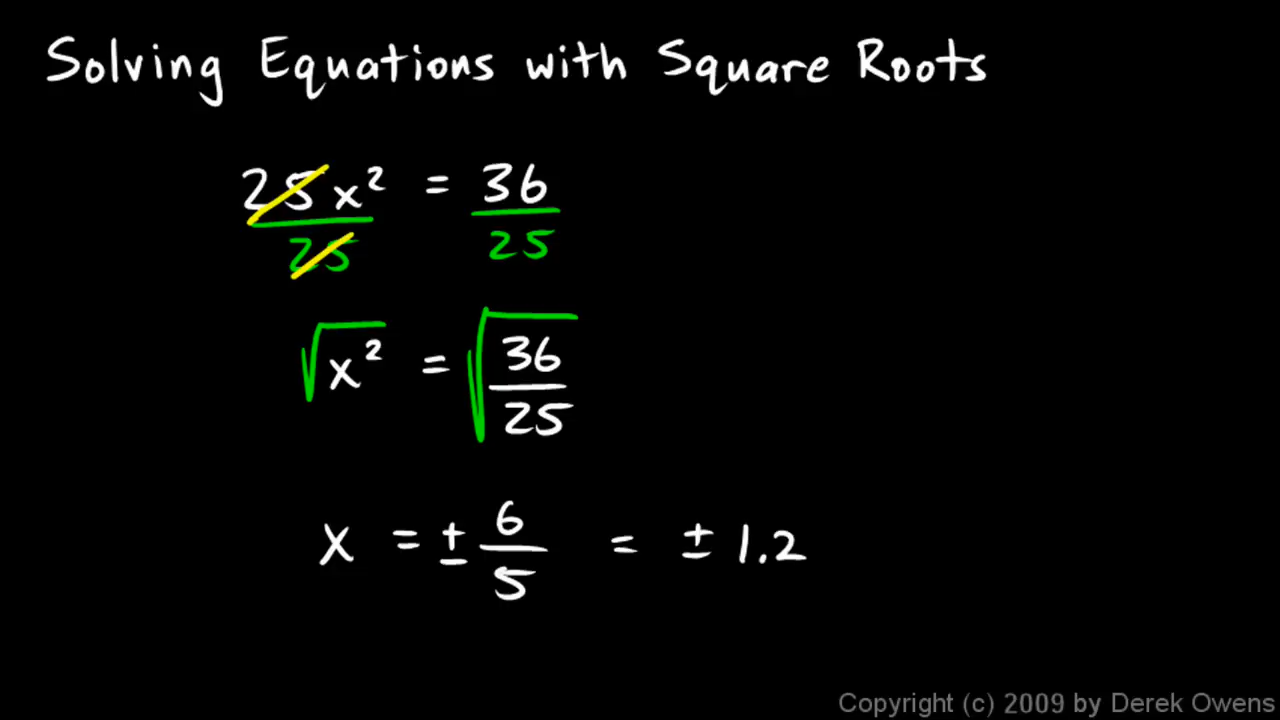 Solving Equations with Square Roots
25x² = 36
25 25
√x² = √36
25
x = ± 6/5 = ± 1.2
Copyright (c) 2009 by Derek Owens